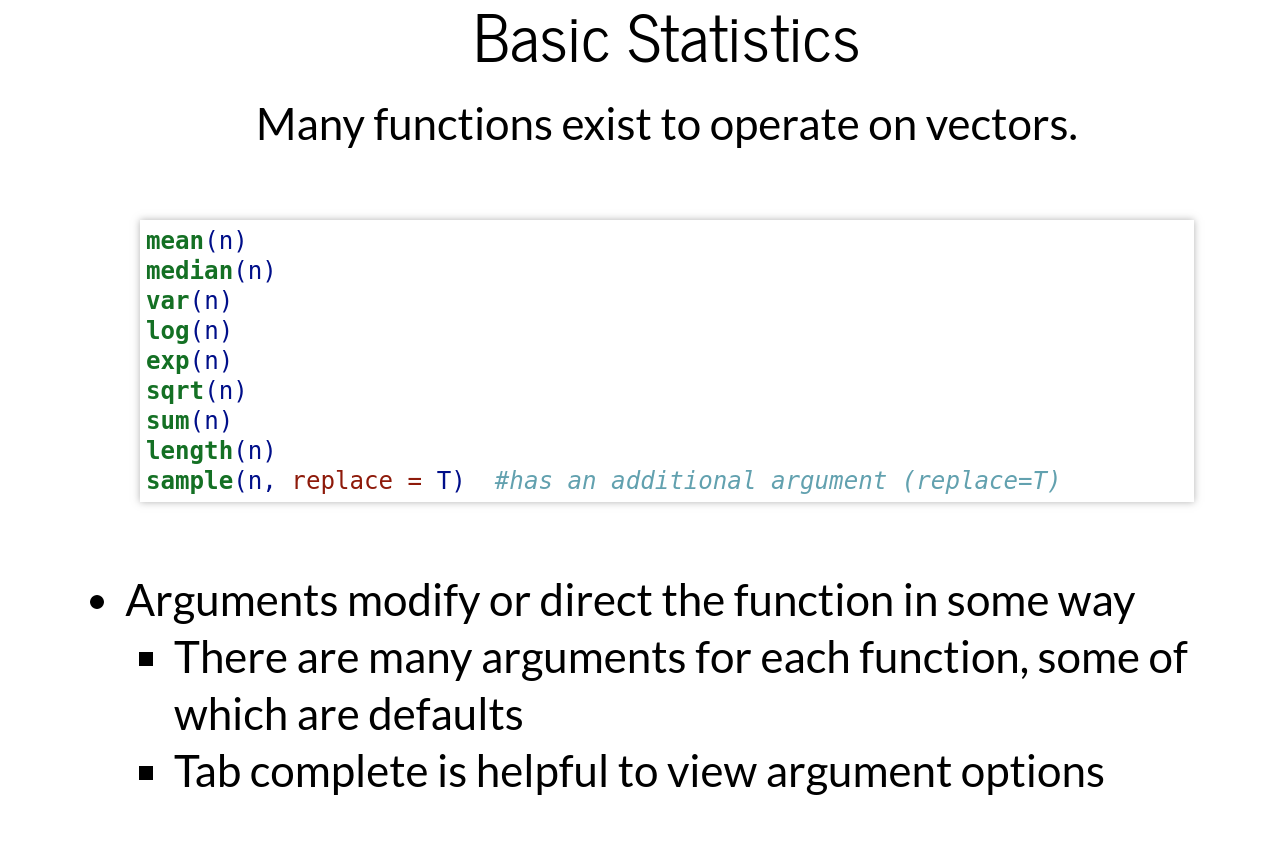 Basic Statistics
Many functions exist to operate on vectors.
mean(n)
median(n)
var(n)
log(n)
exp(n)
sqrt(n)
sum(n)
length(n)
sample(n, replace = T)  #has an additional argument (replace=T)
• Arguments modify or direct the function in some way
▪ There are many arguments for each function, some of
which are defaults
▪ Tab complete is helpful to view argument options